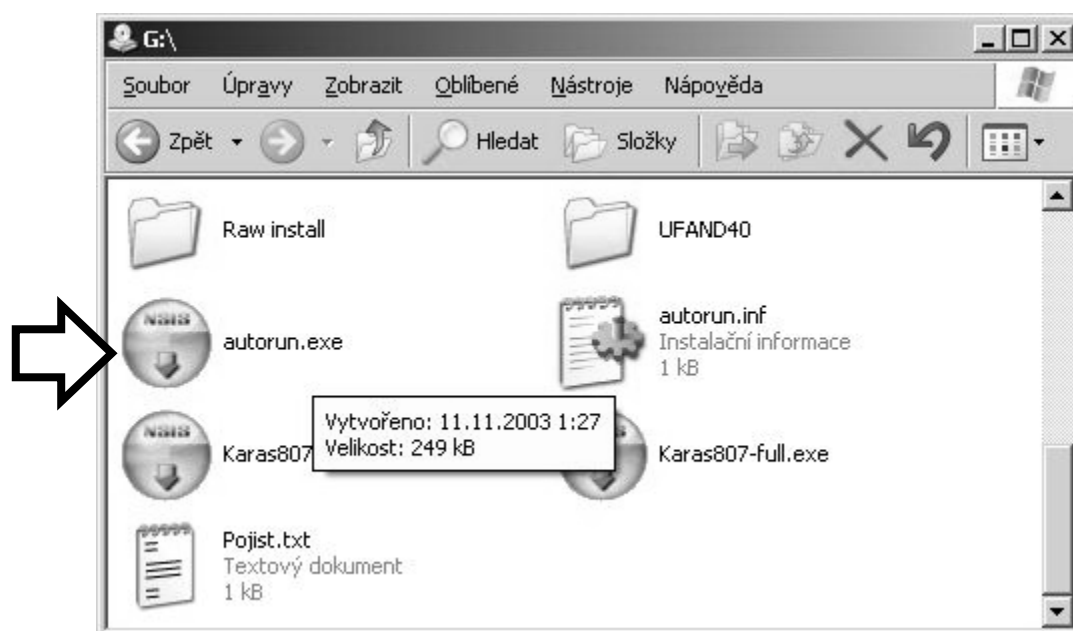 G:\
Soubor Úpravy Zobrazit Oblíbené Nástroje Nápověda
Zpět Hledat Složky
Raw install
UFAND40
NSIS
autorun.exe
autorun.inf
Instalační informace
1 kB
Vytvořeno: 11.11.2003 1:27
Velikost: 249 kB
NSIS
Karas807
Karas807-full.exe
Pojist.txt
Textový dokument
1 kB